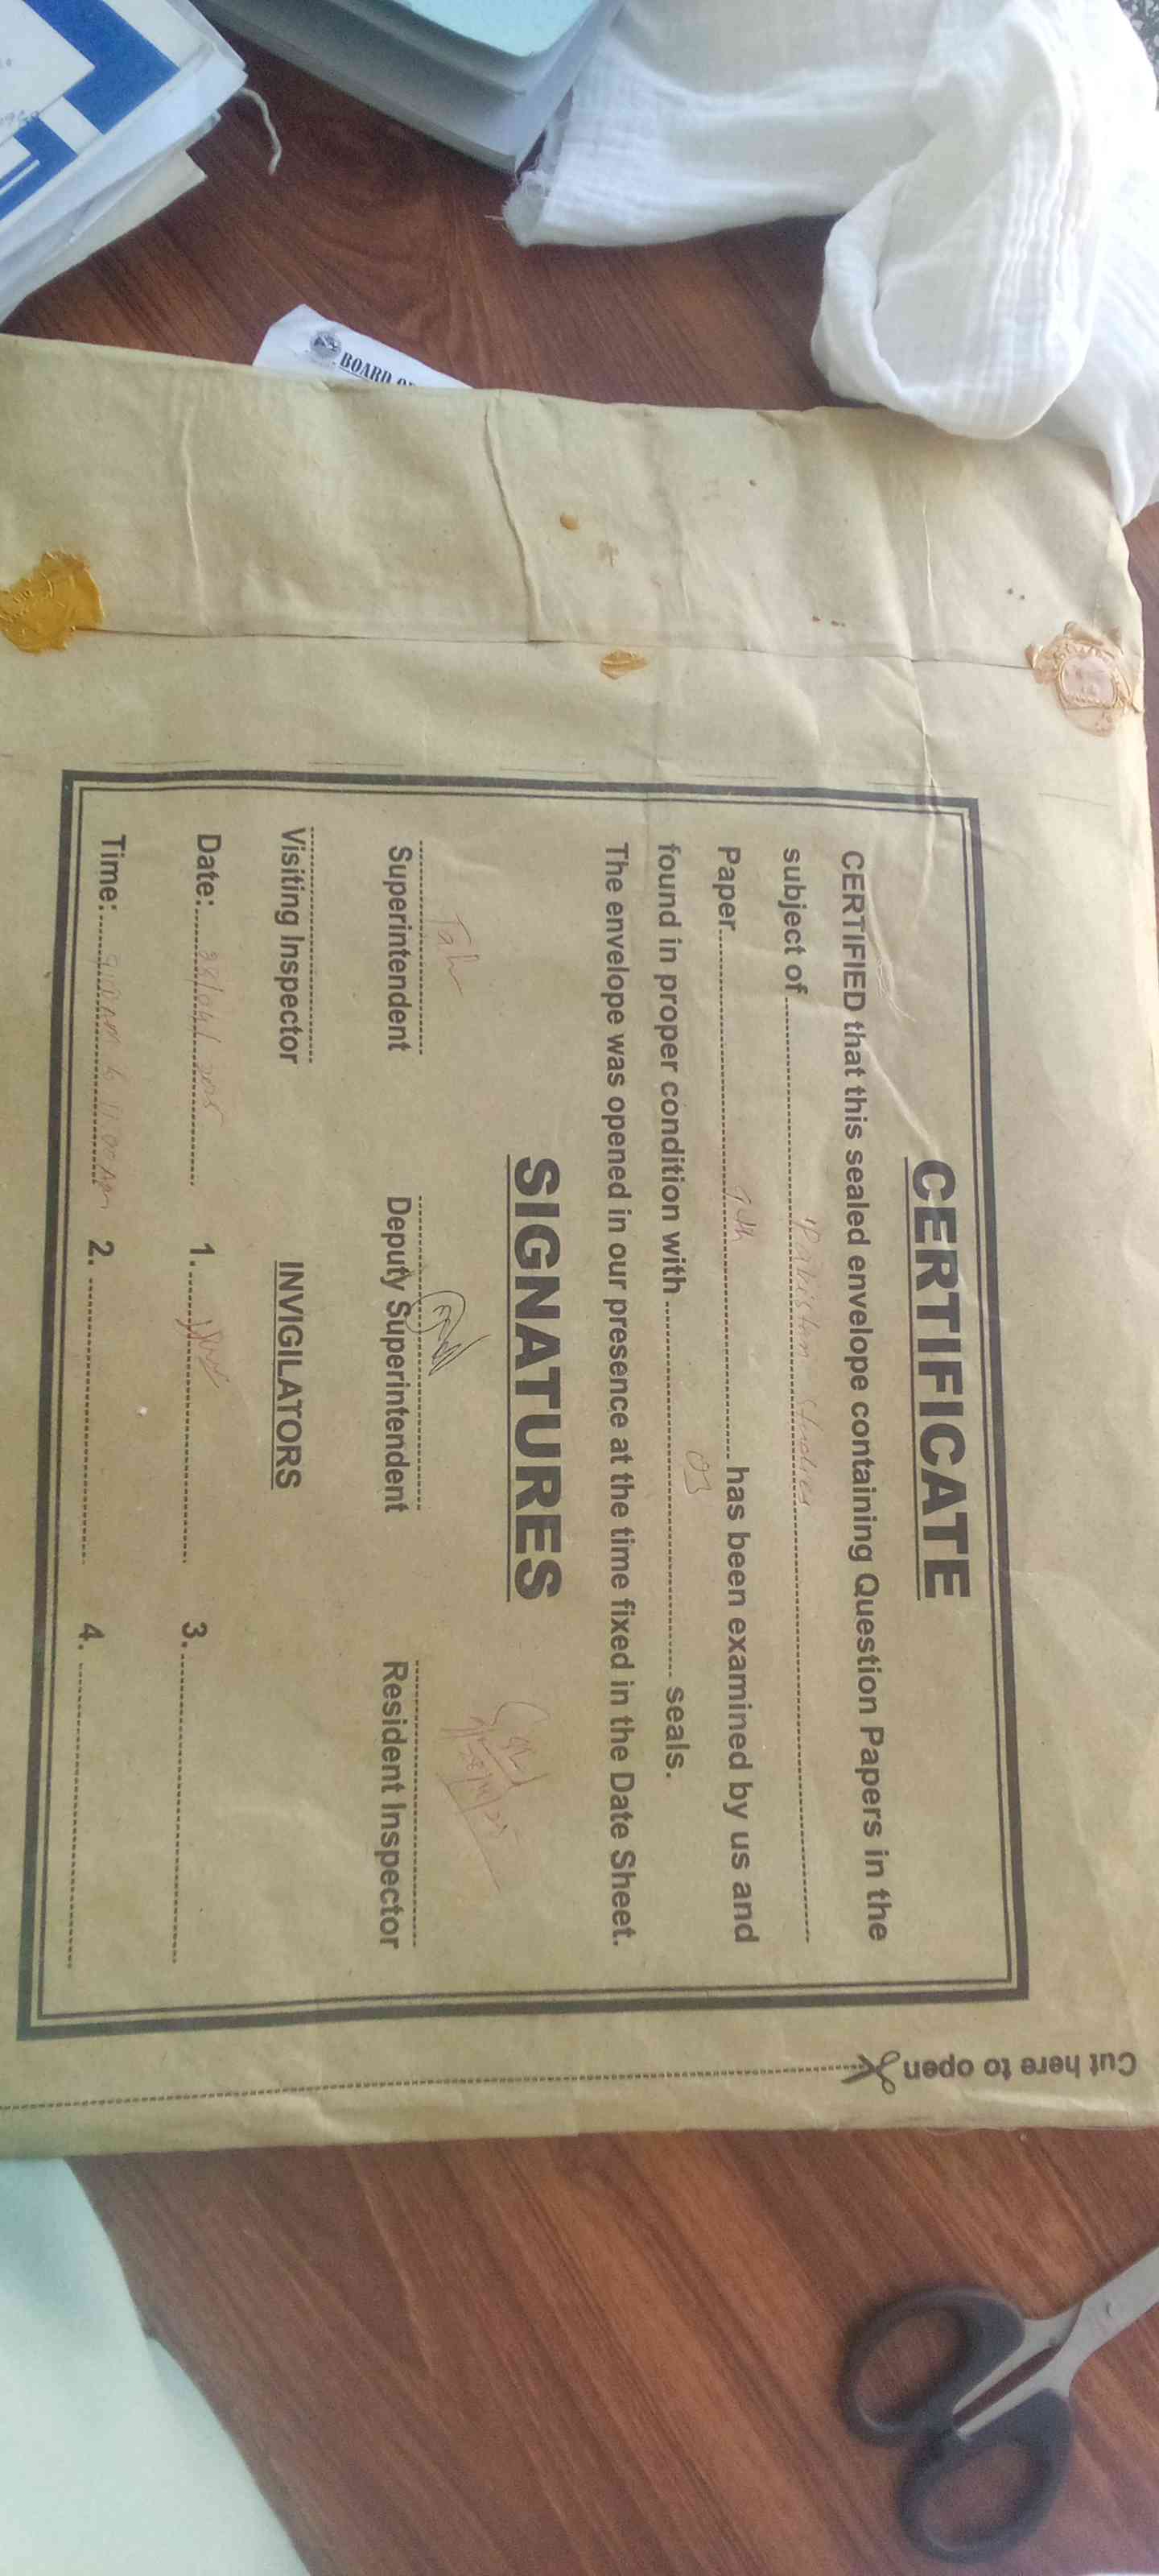 BOARD OF
CERTIFICATE
CERTIFIED that this sealed envelope containing Question Papers in the
subject of Pakistan Studies
Paper 9th has been examined by us and
found in proper condition with 03 seals.
The envelope was opened in our presence at the time fixed in the Date Sheet.
SIGNATURES
Superintendent Deputy Superintendent Resident Inspector
Visiting Inspector INVIGILATORS
Date: 1. 3.
Time: 2. 4.
Cut here to open